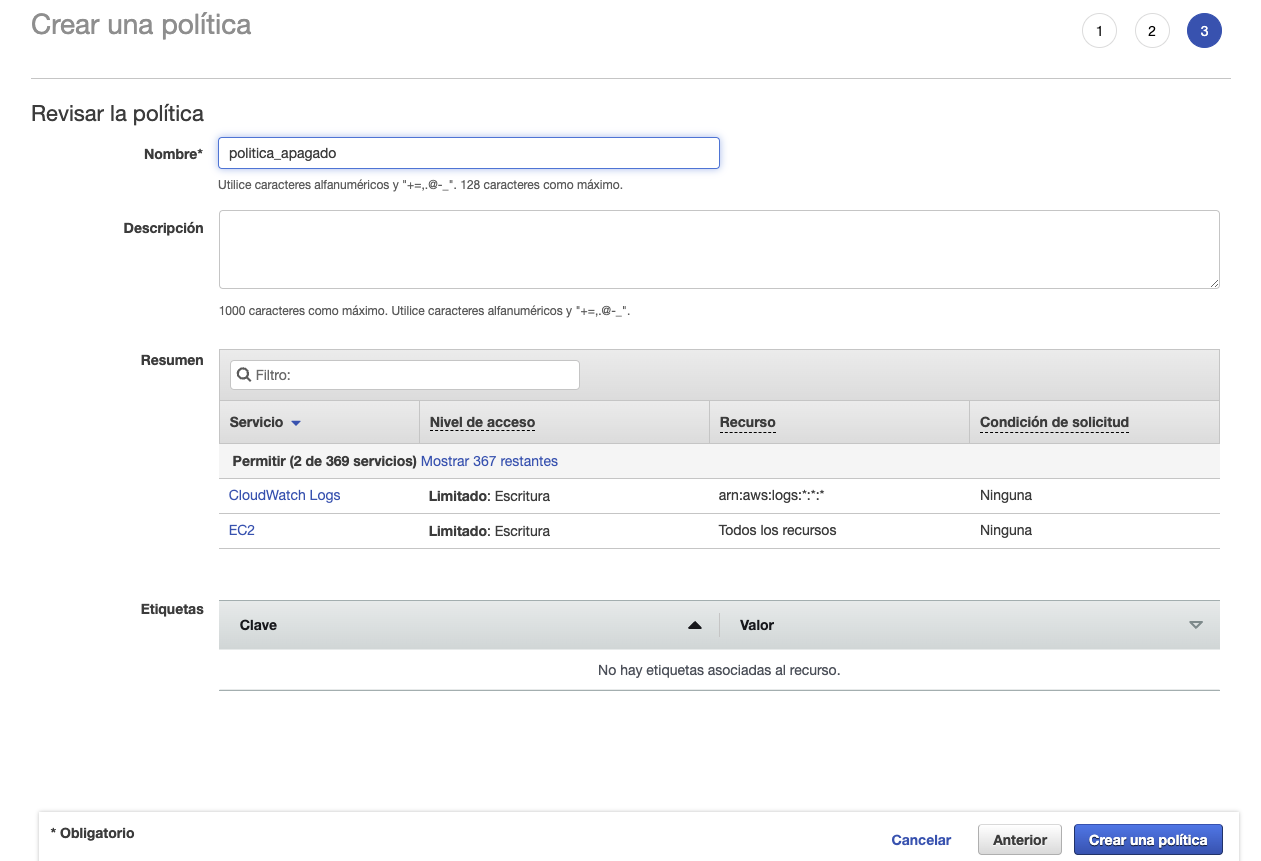 Crear una política
1 2 3
Revisar la política
Nombre* politica_apagado
Utilice caracteres alfanuméricos y "+=,.@-_". 128 caracteres como máximo.
Descripción
1000 caracteres como máximo. Utilice caracteres alfanuméricos y "+=,.@-_".
Resumen Filtro:
Servicio Nivel de acceso Recurso Condición de solicitud
Permitir (2 de 369 servicios) Mostrar 367 restantes
CloudWatch Logs Limitado: Escritura arn:aws:logs:*:*:* Ninguna
EC2 Limitado: Escritura Todos los recursos Ninguna
Etiquetas Clave Valor
No hay etiquetas asociadas al recurso.
* Obligatorio Cancelar Anterior Crear una política